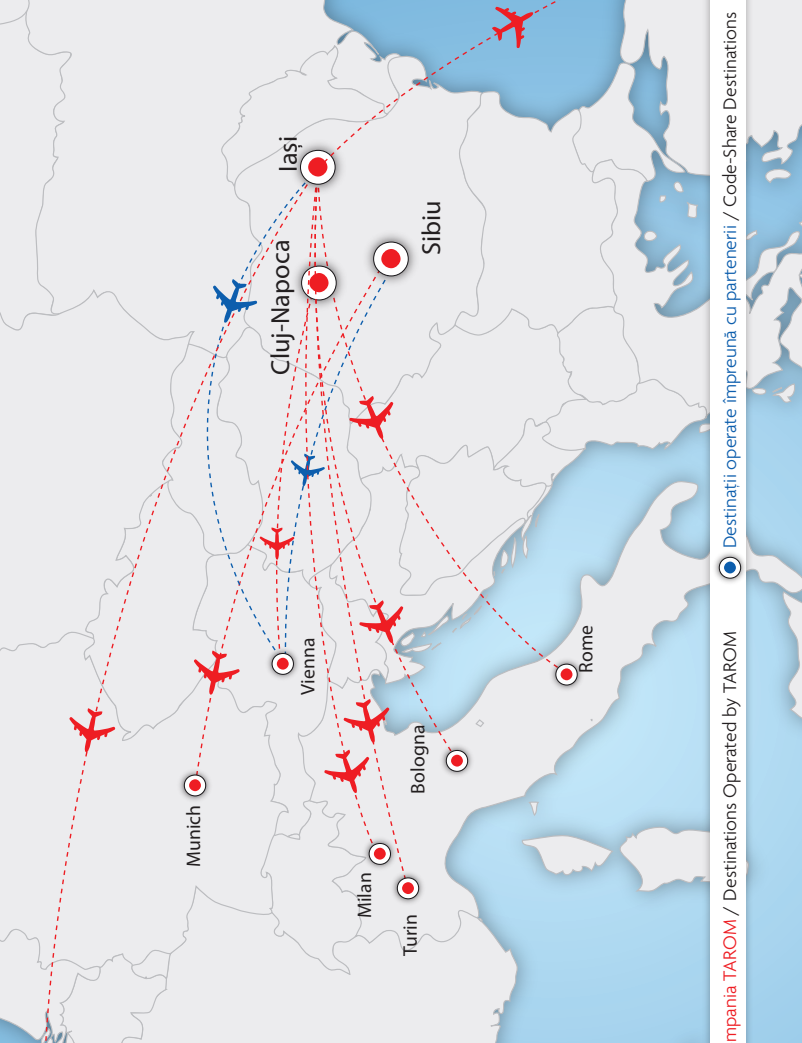 Iași
Cluj-Napoca
Sibiu
Vienna
Munich
Bologna
Rome
Milan
Turin
TAROM / Destinations Operated by TAROM Destinații operate împreună cu partenerii / Code-Share Destinations